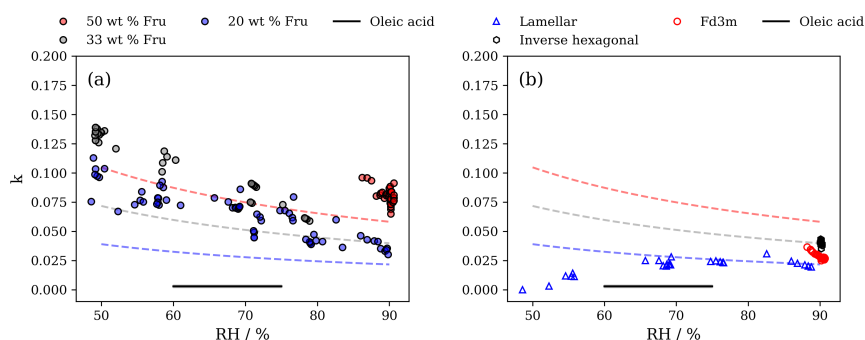 50 wt % Fru
20 wt % Fru
Oleic acid
33 wt % Fru
Lamellar
Fd3m
Oleic acid
Inverse hexagonal
(a)
0.200
0.175
0.150
0.125
0.100
0.075
0.050
0.025
0.000
k
50 60 70 80 90
RH / %
(b)
0.200
0.175
0.150
0.125
0.100
0.075
0.050
0.025
0.000
50 60 70 80 90
RH / %